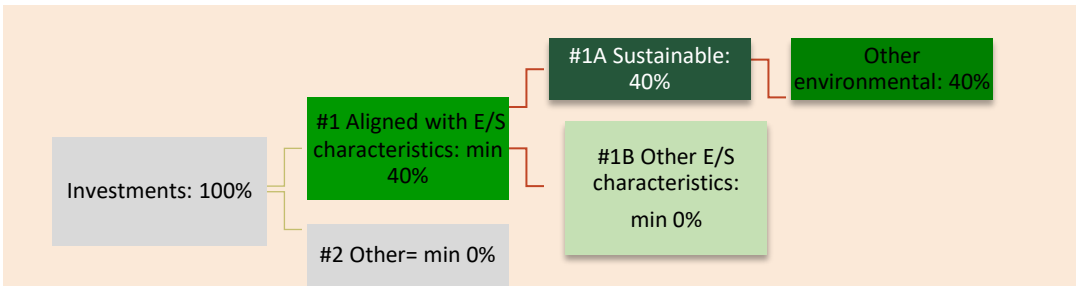 Investments: 100%
#1 Aligned with E/S
characteristics: min
40%
#2 Other= min 0%
#1A Sustainable:
40%
#1B Other E/S
characteristics:
min 0%
Other
environmental: 40%